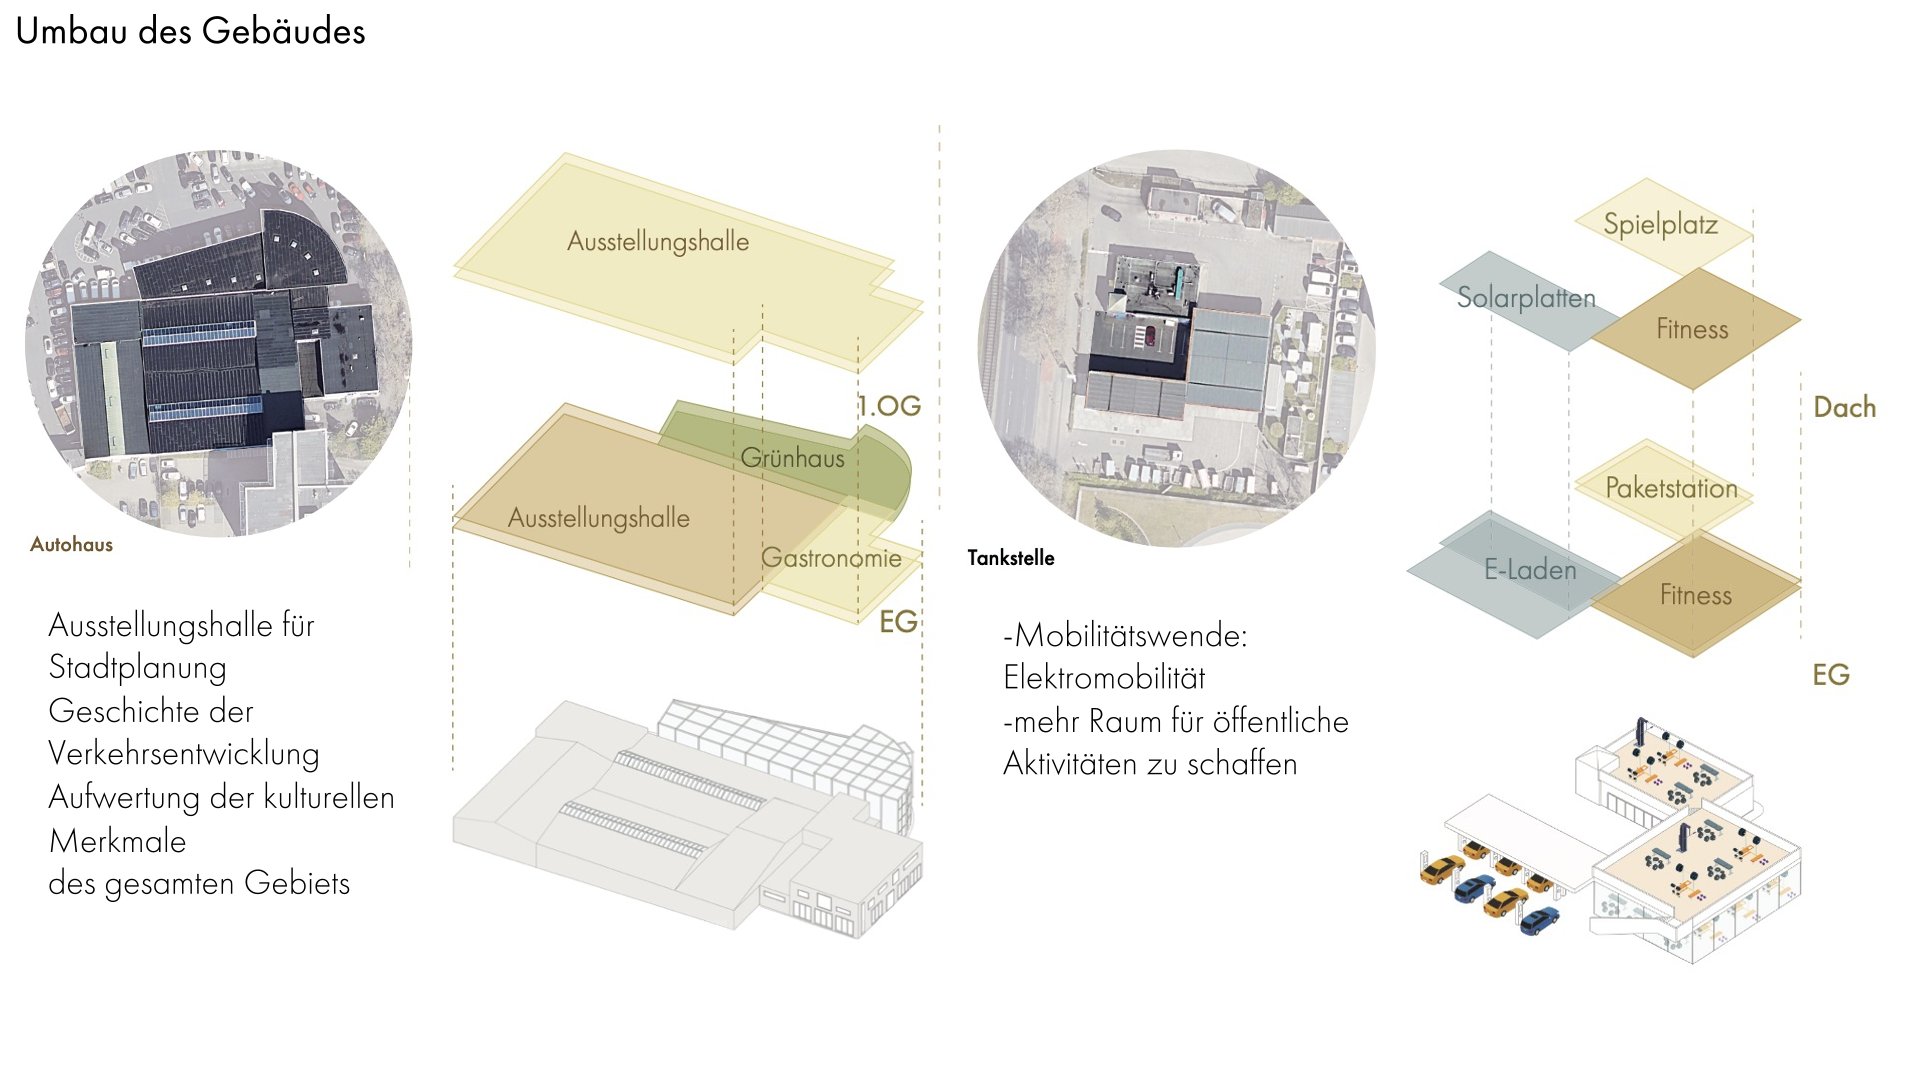 Umbau des Gebäudes
Ausstellungshalle
1.OG
Grünhaus
Ausstellungshalle
Gastronomie
EG
Autohaus
Ausstellungshalle für
Stadtplanung
Geschichte der
Verkehrsentwicklung
Aufwertung der kulturellen
Merkmale
des gesamten Gebiets
Tankstelle
-Mobilitätswende:
Elektromobilität
-mehr Raum für öffentliche
Aktivitäten zu schaffen
Spielplatz
Solarplatten
Fitness
Dach
Paketstation
E-Laden
Fitness
EG